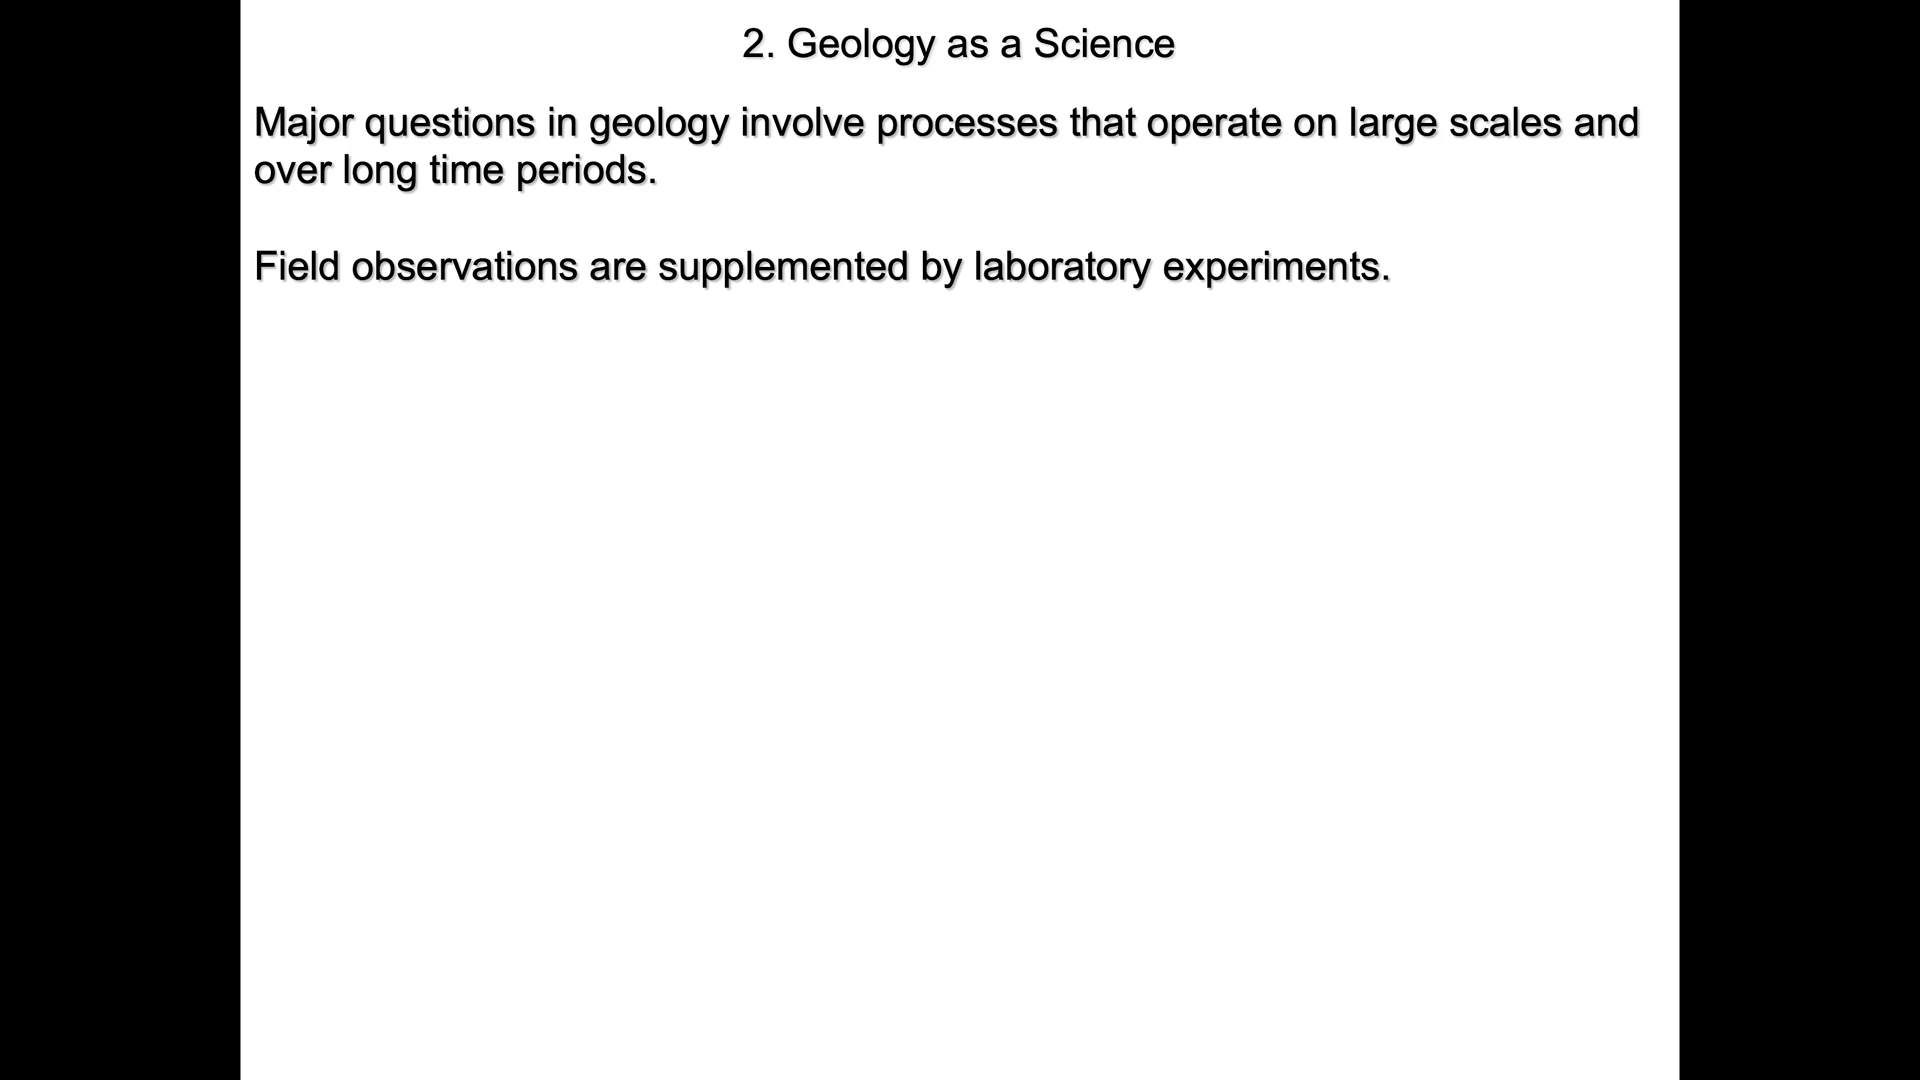 2. Geology as a Science
Major questions in geology involve processes that operate on large scales and
over long time periods.
Field observations are supplemented by laboratory experiments.